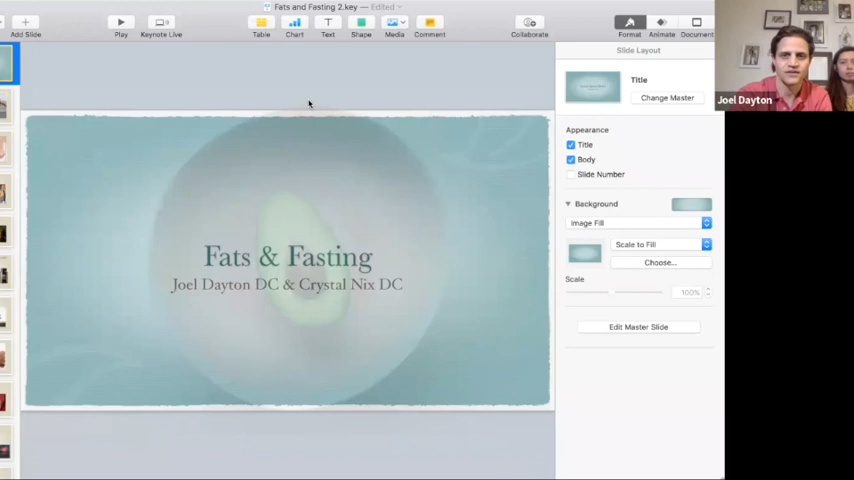 Fats and Fasting 2.key — Edited
Add Slide
Play
Keynote Live
Table
Chart
Text
Shape
Media
Comment
Collaborate
Format
Animate
Document
Slide Layout
Title
Change Master
Appearance
Title
Body
Slide Number
Background
Image Fill
Scale to Fill
Choose...
Scale
100%
Edit Master Slide
Fats & Fasting
Joel Dayton DC & Crystal Nix DC
Joel Dayton